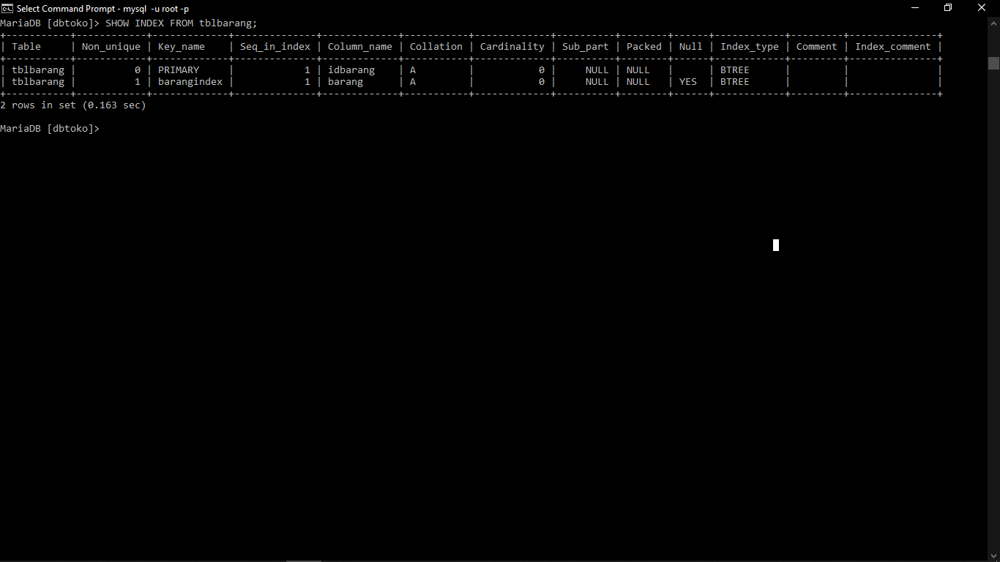 Select Command Prompt - mysql -u root -p
MariaDB [dbtoko]> SHOW INDEX FROM tblbarang;
+-----------+------------+-------------+--------------+-------------+-----------+-------------+----------+--------+------+------------+---------+---------------+
| Table     | Non_unique | Key_name    | Seq_in_index | Column_name | Collation | Cardinality | Sub_part | Packed | Null | Index_type | Comment | Index_comment |
+-----------+------------+-------------+--------------+-------------+-----------+-------------+----------+--------+------+------------+---------+---------------+
| tblbarang |          0 | PRIMARY     |            1 | idbarang    | A         |           0 |     NULL | NULL   |      | BTREE      |         |               |
| tblbarang |          1 | barangindex |            1 | barang      | A         |           0 |     NULL | NULL   | YES  | BTREE      |         |               |
+-----------+------------+-------------+--------------+-------------+-----------+-------------+----------+--------+------+------------+---------+---------------+
2 rows in set (0.163 sec)
MariaDB [dbtoko]>